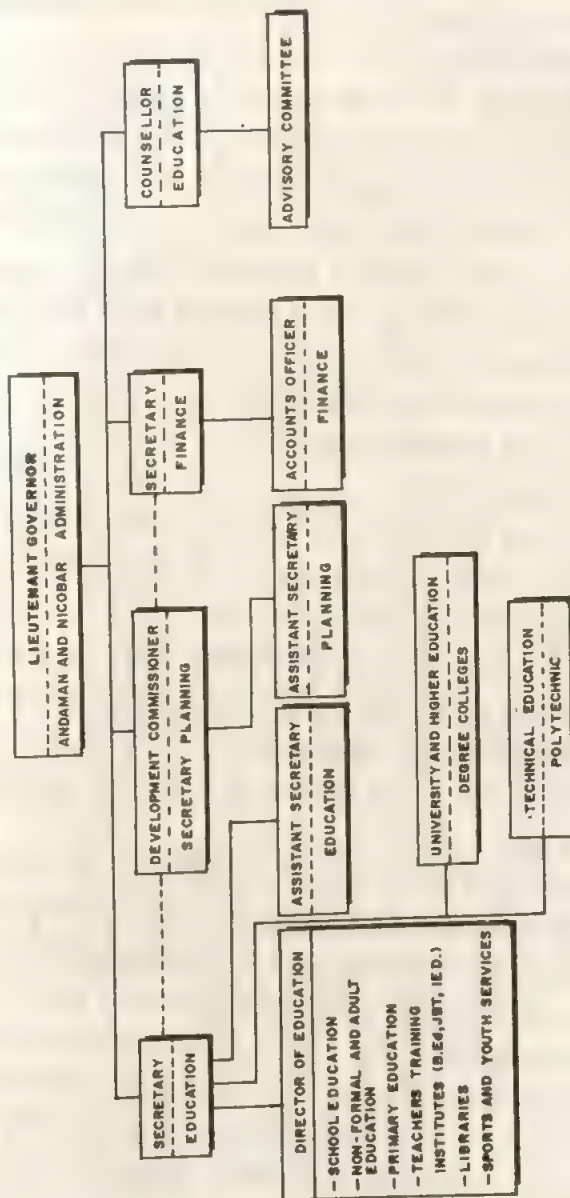 LIEUTENANT GOVERNOR
ANDAMAN AND NICOBAR ADMINISTRATION
SECRETARY
EDUCATION
DEVELOPMENT COMMISSIONER
SECRETARY PLANNING
SECRETARY
FINANCE
COUNSELLOR
EDUCATION
DIRECTOR OF EDUCATION
- SCHOOL EDUCATION
- NON-FORMAL AND ADULT
EDUCATION
- PRIMARY EDUCATION
- TEACHERS TRAINING
INSTITUTES (B.Ed, JBT, IED.)
- LIBRARIES
- SPORTS AND YOUTH SERVICES
ASSISTANT SECRETARY
EDUCATION
ASSISTANT SECRETARY
PLANNING
ACCOUNTS OFFICER
FINANCE
ADVISORY COMMITTEE
UNIVERSITY AND HIGHER EDUCATION
DEGREE COLLEGES
TECHNICAL EDUCATION
POLYTECHNIC